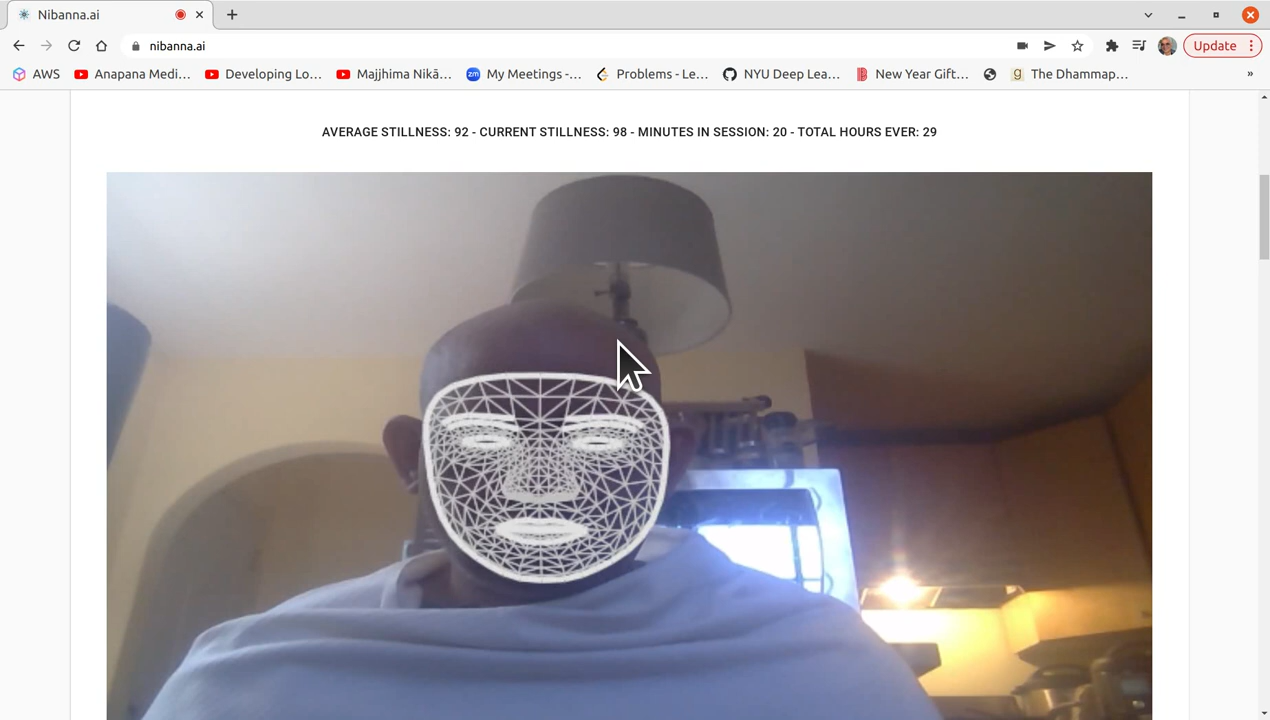 Nibanna.ai
nibanna.ai
Update
AWS
Anapana Medi...
Developing Lo...
Majjhima Nikā...
zm My Meetings -...
Problems - Le...
NYU Deep Lea...
New Year Gift...
g The Dhammap...
»
AVERAGE STILLNESS: 92 - CURRENT STILLNESS: 98 - MINUTES IN SESSION: 20 - TOTAL HOURS EVER: 29